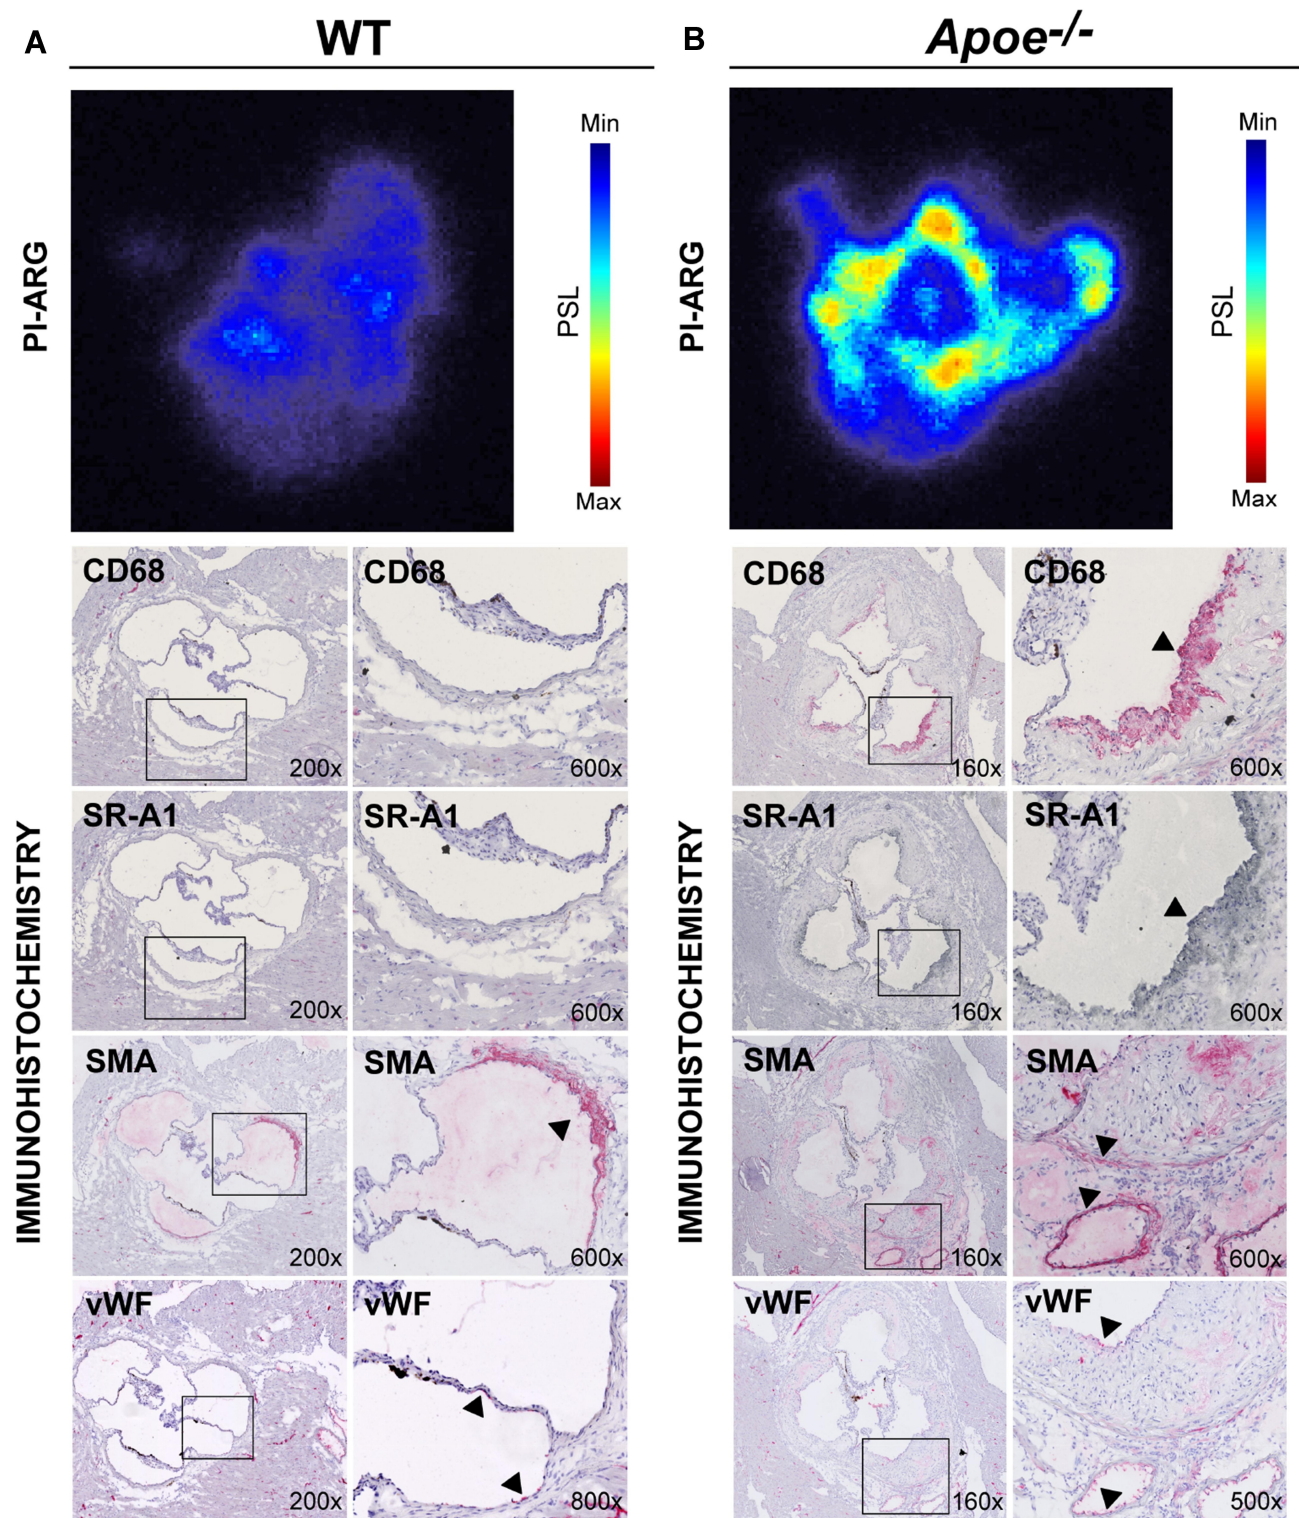 A
WT
B
Apoe-/-
PI-ARG
Min
PSL
Max
PI-ARG
Min
PSL
Max
IMMUNOHISTOCHEMISTRY
CD68
200x
CD68
600x
SR-A1
200x
SR-A1
600x
SMA
200x
SMA
600x
vWF
200x
vWF
800x
IMMUNOHISTOCHEMISTRY
CD68
160x
CD68
600x
SR-A1
160x
SR-A1
600x
SMA
160x
SMA
600x
vWF
160x
vWF
500x